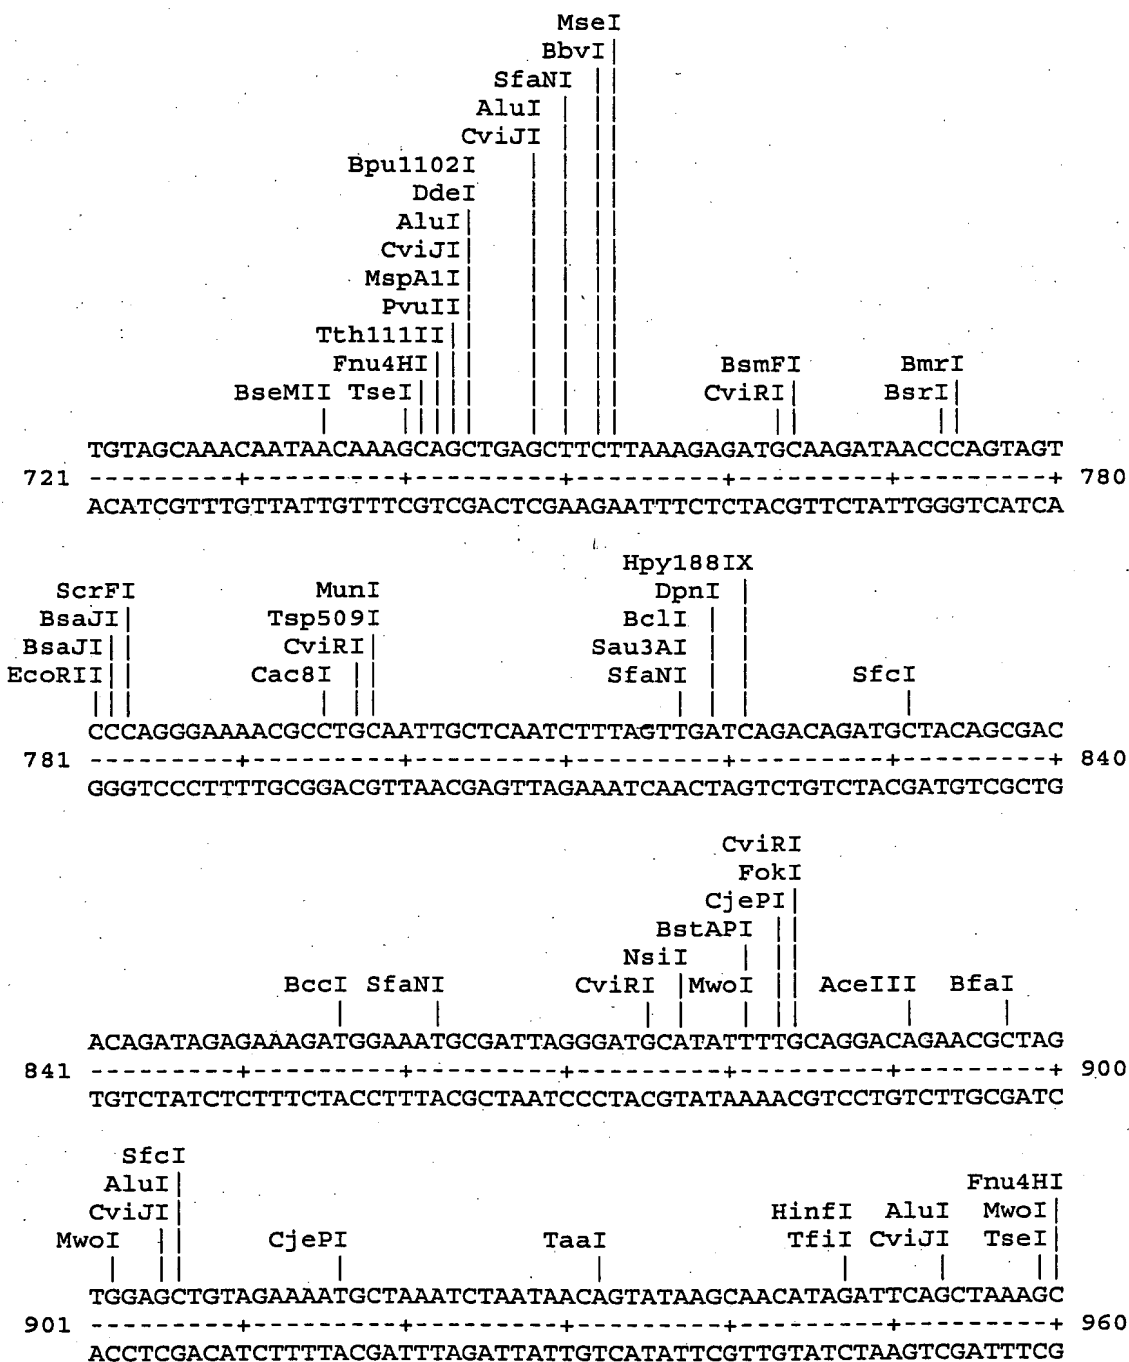 MseI
BbvI
SfaNI
AluI
CviJI
Bpu1102I
DdeI
AluI
CviJI
MspA1I
PvuII
Tth111II
Fnu4HI BsmFI BmrI
BseMII TseI CviRI BsrI
TGTAGCAAACAATAACAAAGCAGCTGAGCTTCTTAAAGAGATGCAAGATAACCCAGTAGT
721 ---------+---------+---------+---------+---------+---------+ 780
ACATCGTTTGTTATTGTTTCGTCGACTCGAAGAATTTCTCTACGTTCTATTGGGTCATCA
Hpy188IX
ScrFI MunI DpnI
BsaJI Tsp509I BclI
BsaJI CviRI Sau3AI
EcoRII Cac8I SfaNI SfcI
CCCAGGGAAAACGCCTGCAATTGCTCAATCTTTAGTTGATCAGACAGATGCTACAGCGAC
781 ---------+---------+---------+---------+---------+---------+ 840
GGGTCCCTTTTGCGGACGTTAACGAGTTAGAAATCAACTAGTCTGTCTACGATGTCGCTG
CviRI
FokI
CjePI
BstAPI
NsiI
BccI SfaNI CviRI MwoI AceIII BfaI
ACAGATAGAGAAAGATGGAAATGCGATTAGGGATGCATATTTTGCAGGACAGAACGCTAG
841 ---------+---------+---------+---------+---------+---------+ 900
TGTCTATCTCTTTCTACCTTTACGCTAATCCCTACGTATAAAACGTCCTGTCTTGCGATC
SfcI
AluI Fnu4HI
CviJI HinfI AluI MwoI
MwoI CjePI TaaI TfiI CviJI TseI
TGGAGCTGTAGAAAATGCTAAATCTAATAACAGTATAAGCAACATAGATTCAGCTAAAGC
901 ---------+---------+---------+---------+---------+---------+ 960
ACCTCGACATCTTTTACGATTTAGATTATTGTCATATTCGTTGTATCTAAGTCGATTTCG